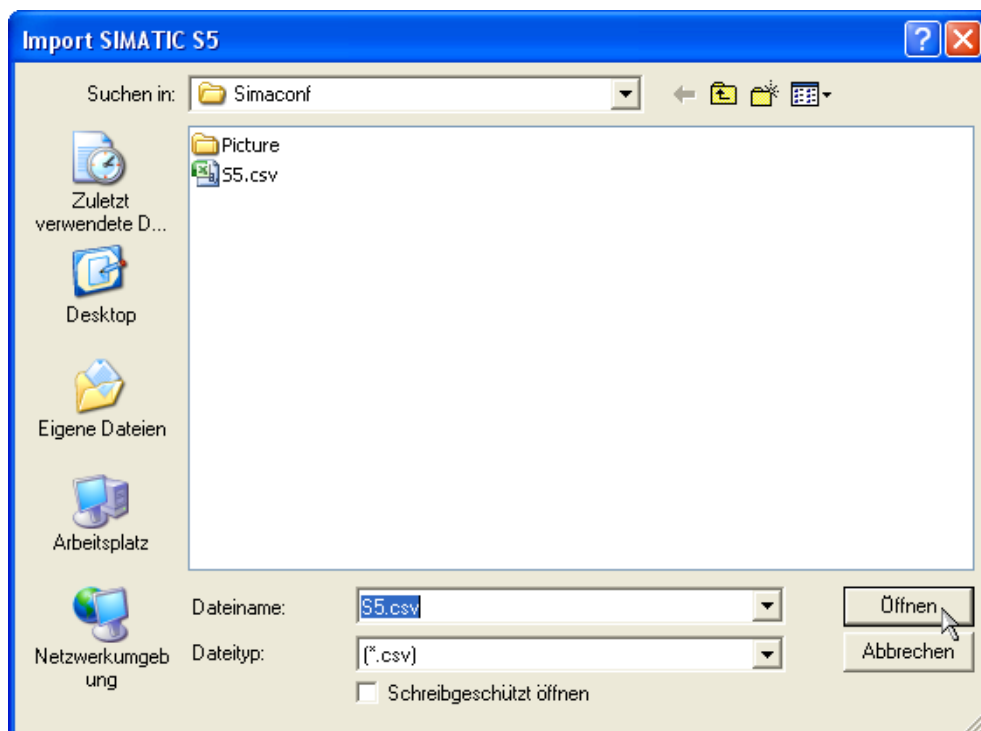 Import SIMATIC S5
Suchen in:
Simaconf
Picture
S5.csv
Zuletzt
verwendete D...
Desktop
Eigene Dateien
Arbeitsplatz
Netzwerkumgeb
ung
Dateiname:
S5.csv
Öffnen
Dateityp:
(*.csv)
Abbrechen
Schreibgeschützt öffnen